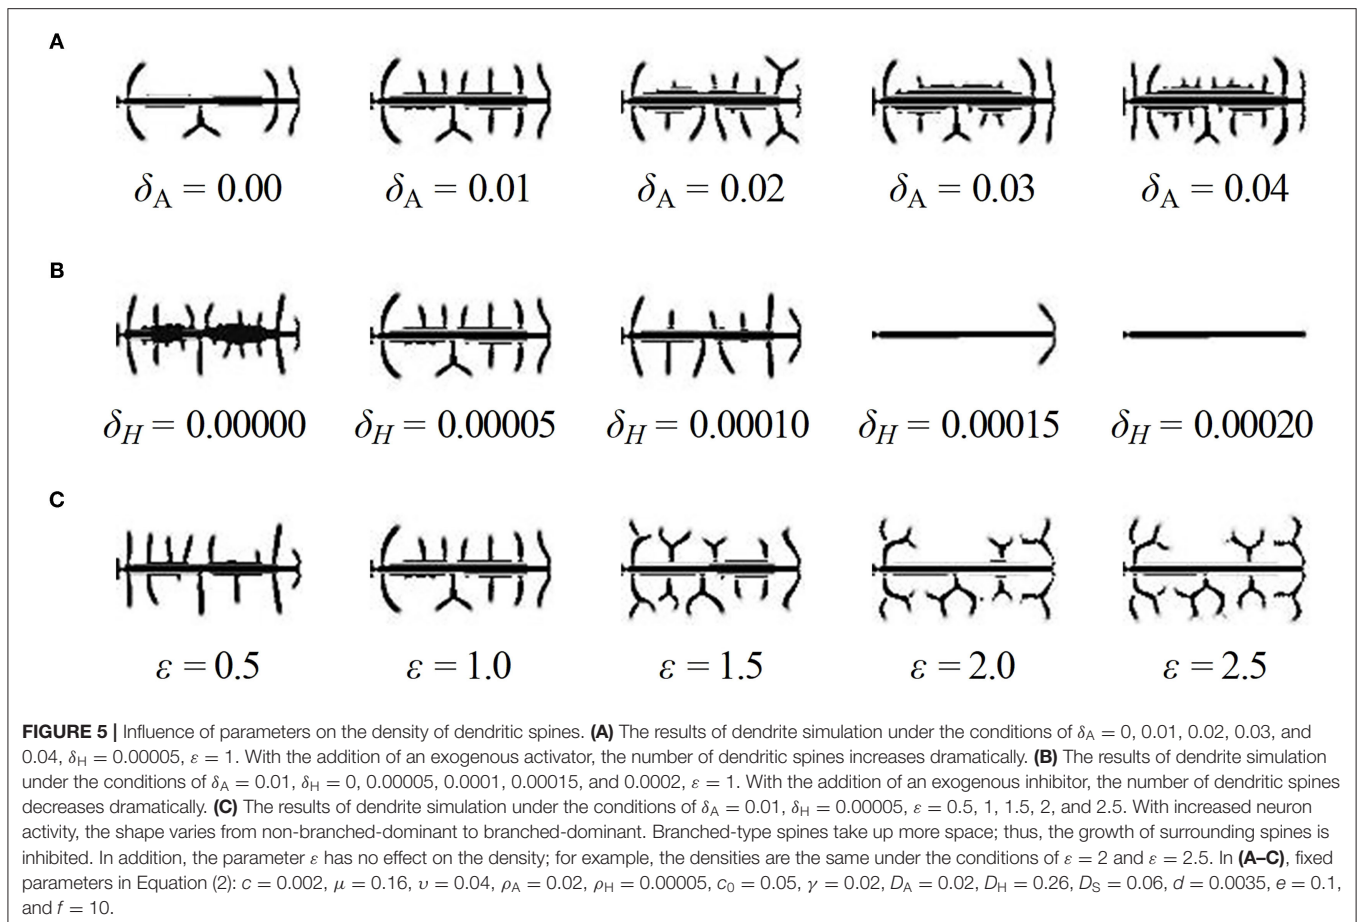 A
δA = 0.00 δA = 0.01 δA = 0.02 δA = 0.03 δA = 0.04
B
δH = 0.00000 δH = 0.00005 δH = 0.00010 δH = 0.00015 δH = 0.00020
C
ε = 0.5 ε = 1.0 ε = 1.5 ε = 2.0 ε = 2.5
FIGURE 5 | Influence of parameters on the density of dendritic spines. (A) The results of dendrite simulation under the conditions of δA = 0, 0.01, 0.02, 0.03, and
0.04, δH = 0.00005, ε = 1. With the addition of an exogenous activator, the number of dendritic spines increases dramatically. (B) The results of dendrite simulation
under the conditions of δA = 0.01, δH = 0, 0.00005, 0.0001, 0.00015, and 0.0002, ε = 1. With the addition of an exogenous inhibitor, the number of dendritic spines
decreases dramatically. (C) The results of dendrite simulation under the conditions of δA = 0.01, δH = 0.00005, ε = 0.5, 1, 1.5, 2, and 2.5. With increased neuron
activity, the shape varies from non-branched-dominant to branched-dominant. Branched-type spines take up more space; thus, the growth of surrounding spines is
inhibited. In addition, the parameter ε has no effect on the density; for example, the densities are the same under the conditions of ε = 2 and ε = 2.5. In (A–C), fixed
parameters in Equation (2): c = 0.002, μ = 0.16, υ = 0.04, ρA = 0.02, ρH = 0.00005, c0 = 0.05, γ = 0.02, DA = 0.02, DH = 0.26, DS = 0.06, d = 0.0035, e = 0.1,
and f = 10.